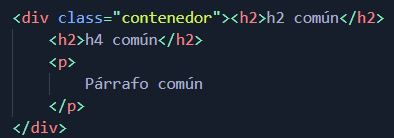 <div class="contenedor"><h2>h2 común</h2>
    <h2>h4 común</h2>
    <p>
        Párrafo común
    </p>
</div>